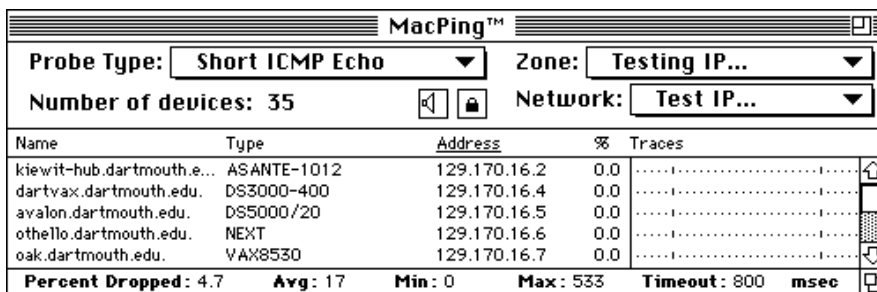 MacPing™
Probe Type: Short ICMP Echo Zone: Testing IP...
Number of devices: 35 Network: Test IP...
Name Type Address % Traces
kiewit-hub.dartmouth.e... ASANTE-1012 129.170.16.2 0.0
dartvax.dartmouth.edu. DS3000-400 129.170.16.4 0.0
avalon.dartmouth.edu. DS5000/20 129.170.16.5 0.0
othello.dartmouth.edu. NEXT 129.170.16.6 0.0
oak.dartmouth.edu. VAX8530 129.170.16.7 0.0
Percent Dropped: 4.7 Avg: 17 Min: 0 Max: 533 Timeout: 800 msec